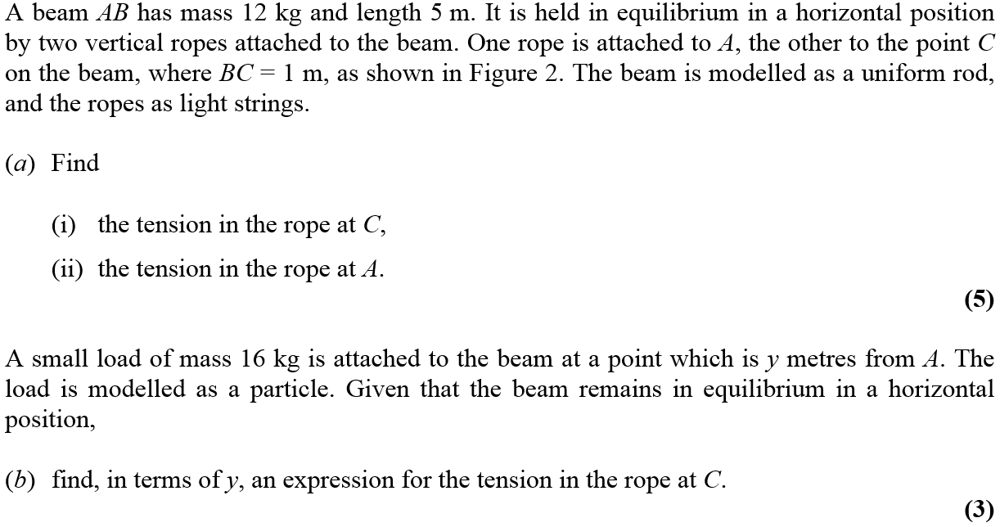 A beam AB has mass 12 kg and length 5 m. It is held in equilibrium in a horizontal position
by two vertical ropes attached to the beam. One rope is attached to A, the other to the point C
on the beam, where BC = 1 m, as shown in Figure 2. The beam is modelled as a uniform rod,
and the ropes as light strings.
(a) Find
(i) the tension in the rope at C,
(ii) the tension in the rope at A.
(5)
A small load of mass 16 kg is attached to the beam at a point which is y metres from A. The
load is modelled as a particle. Given that the beam remains in equilibrium in a horizontal
position,
(b) find, in terms of y, an expression for the tension in the rope at C.
(3)